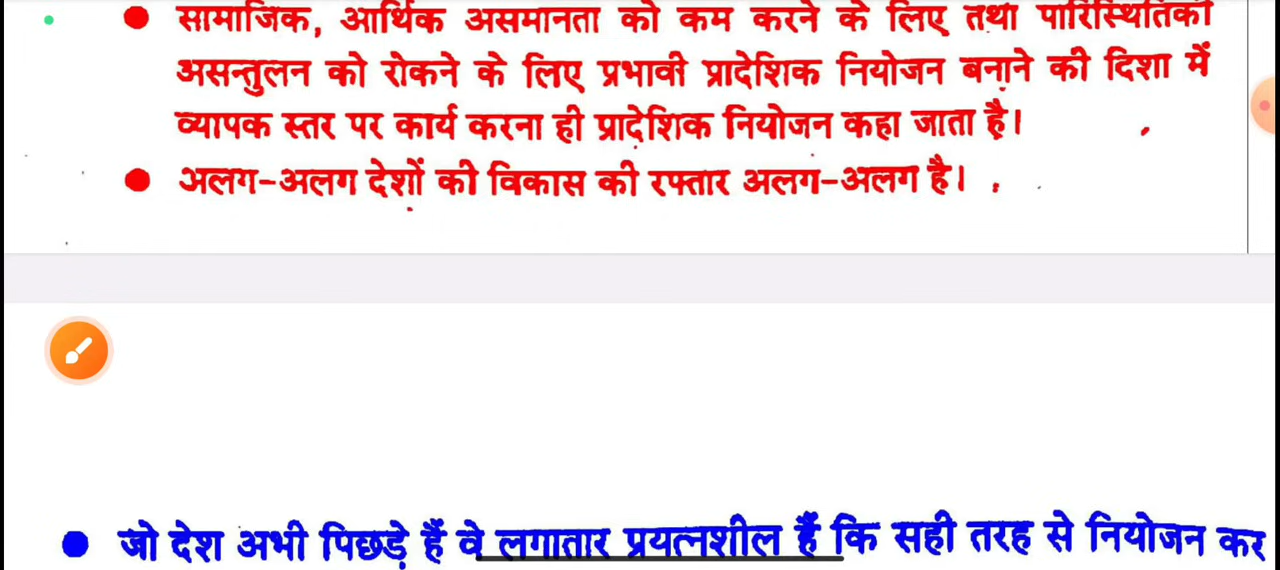 सामाजिक, आर्थिक असमानता को कम करने के लिए तथा पारिस्थितिकी
असन्तुलन को रोकने के लिए प्रभावी प्रादेशिक नियोजन बनाने की दिशा में
व्यापक स्तर पर कार्य करना ही प्रादेशिक नियोजन कहा जाता है।
अलग-अलग देशों की विकास की रफ्तार अलग-अलग है।
जो देश अभी पिछड़े हैं वे लगातार प्रयत्नशील हैं कि सही तरह से नियोजन कर